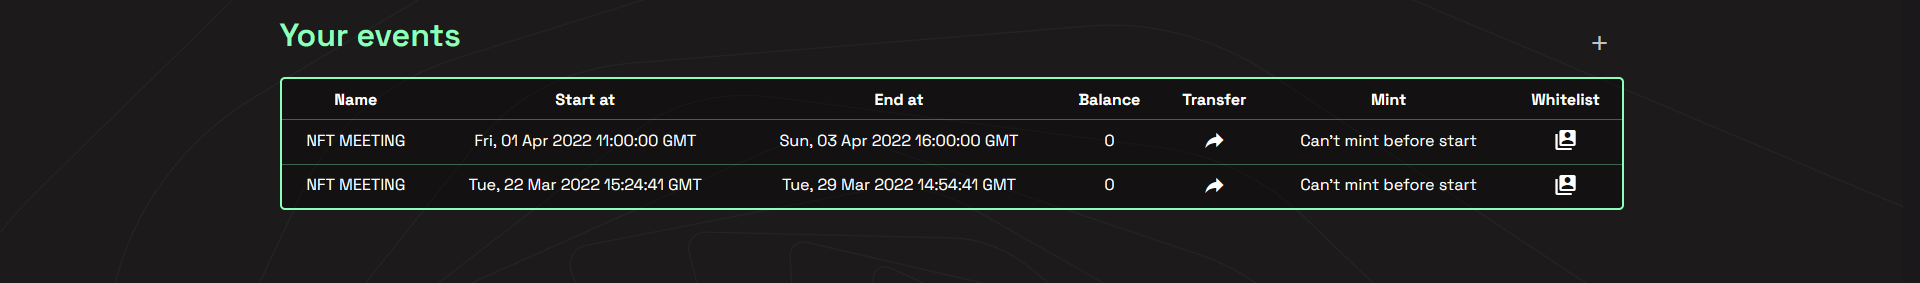 Your events
+
Name Start at End at Balance Transfer Mint Whitelist
NFT MEETING Fri, 01 Apr 2022 11:00:00 GMT Sun, 03 Apr 2022 16:00:00 GMT 0 Can't mint before start
NFT MEETING Tue, 22 Mar 2022 15:24:41 GMT Tue, 29 Mar 2022 14:54:41 GMT 0 Can't mint before start